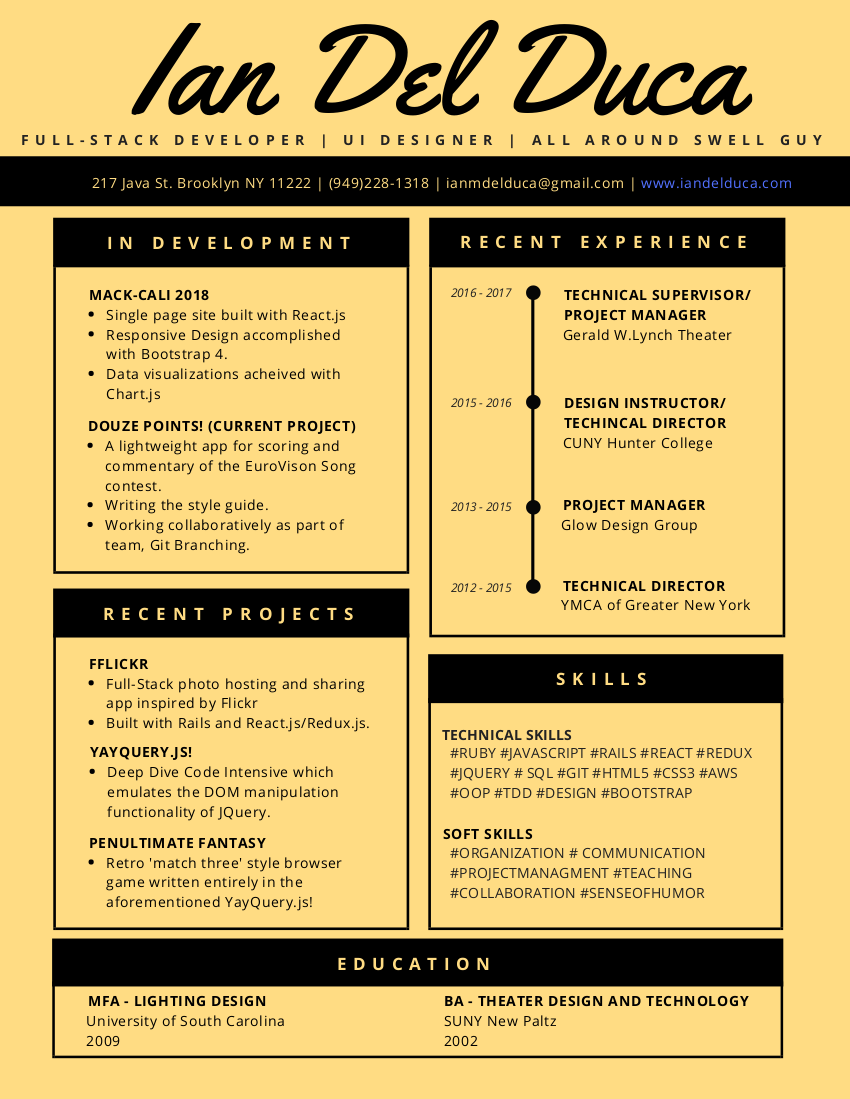 Ian Del Duca
FULL-STACK DEVELOPER | UI DESIGNER | ALL AROUND SWELL GUY
217 Java St. Brooklyn NY 11222 | (949)228-1318 | ianmdelduca@gmail.com | www.iandelduca.com
IN DEVELOPMENT
MACK-CALI 2018
• Single page site built with React.js
• Responsive Design accomplished
with Bootstrap 4.
• Data visualizations acheived with
Chart.js
DOUZE POINTS! (CURRENT PROJECT)
• A lightweight app for scoring and
commentary of the EuroVison Song
contest.
• Writing the style guide.
• Working collaboratively as part of
team, Git Branching.
RECENT PROJECTS
FFLICKR
• Full-Stack photo hosting and sharing
app inspired by Flickr
• Built with Rails and React.js/Redux.js.
YAYQUERY.JS!
• Deep Dive Code Intensive which
emulates the DOM manipulation
functionality of JQuery.
PENULTIMATE FANTASY
• Retro 'match three' style browser
game written entirely in the
aforementioned YayQuery.js!
RECENT EXPERIENCE
2016 - 2017
TECHNICAL SUPERVISOR/
PROJECT MANAGER
Gerald W.Lynch Theater
2015 - 2016
DESIGN INSTRUCTOR/
TECHINCAL DIRECTOR
CUNY Hunter College
2013 - 2015
PROJECT MANAGER
Glow Design Group
2012 - 2015
TECHNICAL DIRECTOR
YMCA of Greater New York
SKILLS
TECHNICAL SKILLS
#RUBY #JAVASCRIPT #RAILS #REACT #REDUX
#JQUERY # SQL #GIT #HTML5 #CSS3 #AWS
#OOP #TDD #DESIGN #BOOTSTRAP
SOFT SKILLS
#ORGANIZATION # COMMUNICATION
#PROJECTMANAGMENT #TEACHING
#COLLABORATION #SENSEOFHUMOR
EDUCATION
MFA - LIGHTING DESIGN
University of South Carolina
2009
BA - THEATER DESIGN AND TECHNOLOGY
SUNY New Paltz
2002